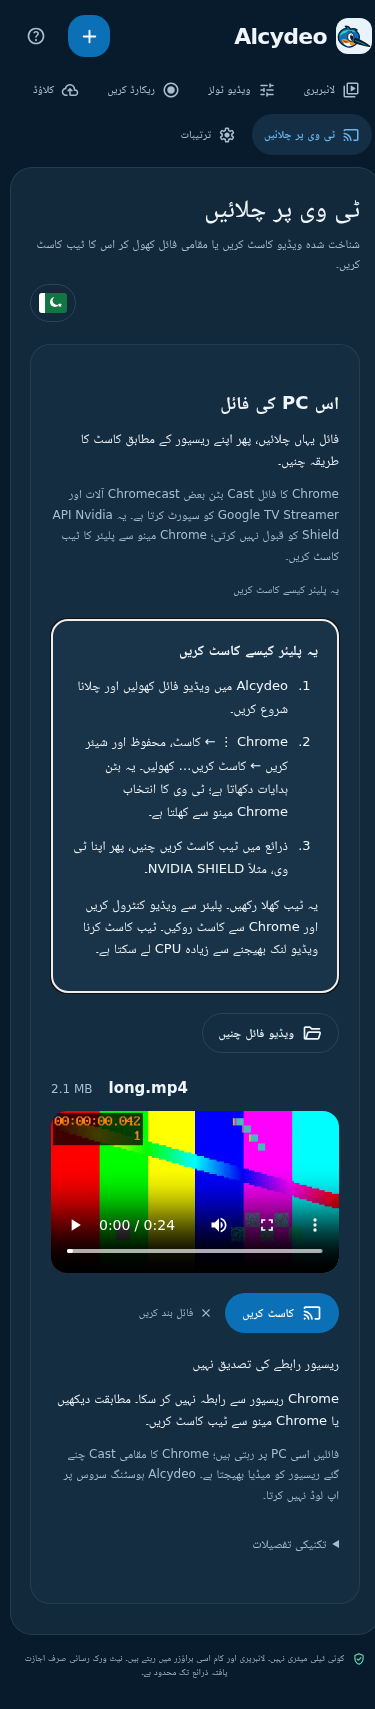 Alcydeo
لائبریری
ویڈیو ٹولز
ریکارڈ کریں
کلاؤڈ
ٹی وی پر چلائیں
ترتیبات
ٹی وی پر چلائیں
شناخت شدہ ویڈیو کاسٹ کریں یا مقامی فائل کھول کر اس کا ٹیب کاسٹ
کریں۔
اس PC کی فائل
فائل یہاں چلائیں، پھر اپنے ریسیور کے مطابق کاسٹ کا
طریقہ چنیں۔
Chrome کا فائل Cast بٹن بعض Chromecast آلات اور
Google TV Streamer کو سپورٹ کرتا ہے۔ یہ API Nvidia
Shield کو قبول نہیں کرتی؛ Chrome مینو سے پلیئر کا ٹیب
کاسٹ کریں۔
یہ پلیئر کیسے کاسٹ کریں
یہ پلیئر کیسے کاسٹ کریں
1. Alcydeo میں ویڈیو فائل کھولیں اور چلانا
شروع کریں۔
2. Chrome ⋮ ← کاسٹ، محفوظ اور شیئر
کریں ← کاسٹ کریں… کھولیں۔ یہ بٹن
ہدایات دکھاتا ہے؛ ٹی وی کا انتخاب
Chrome مینو سے کھلتا ہے۔
3. ذرائع میں ٹیب کاسٹ کریں چنیں، پھر اپنا ٹی
وی، مثلاً NVIDIA SHIELD۔
یہ ٹیب کھلا رکھیں۔ پلیئر سے ویڈیو کنٹرول کریں
اور Chrome سے کاسٹ روکیں۔ ٹیب کاسٹ کرنا
ویڈیو لنک بھیجنے سے زیادہ CPU لے سکتا ہے۔
ویڈیو فائل چنیں
long.mp4 2.1 MB
00:00:00.042
1
0:00 / 0:24
کاسٹ کریں
فائل بند کریں
ریسیور رابطے کی تصدیق نہیں
Chrome ریسیور سے رابطہ نہیں کر سکا۔ مطابقت دیکھیں
یا Chrome مینو سے ٹیب کاسٹ کریں۔
فائلیں اسی PC پر رہتی ہیں؛ Chrome کا مقامی Cast چنے
گئے ریسیور کو میڈیا بھیجتا ہے۔ Alcydeo ہوسٹنگ سروس پر
اپ لوڈ نہیں کرتا۔
تکنیکی تفصیلات
کوئی ٹیلی میٹری نہیں۔ لائبریری اور کام اسی براؤزر میں رہتے ہیں۔ نیٹ ورک رسائی صرف اجازت
یافتہ ذرائع تک محدود ہے۔